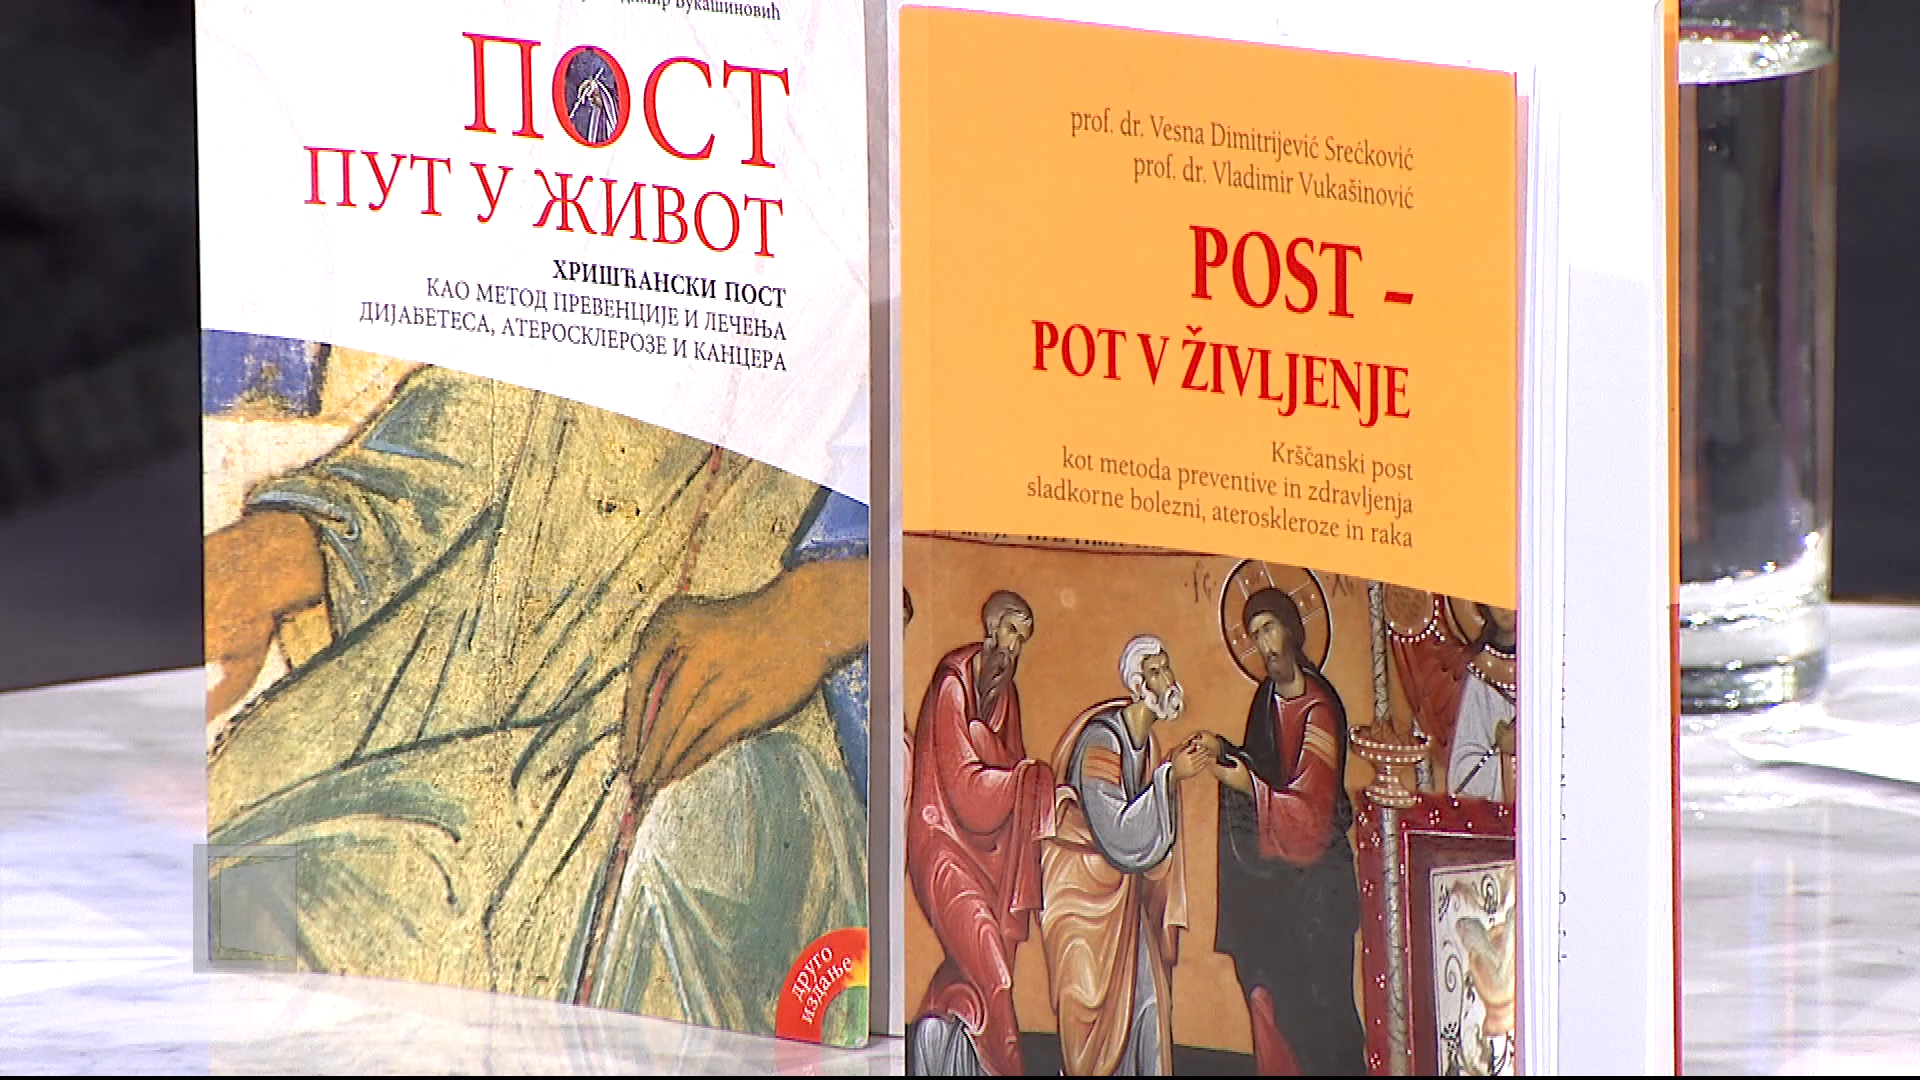 Вукашиновић
ПОСТ
ПУТ У ЖИВОТ
ХРИШЋАНСКИ ПОСТ
КАО МЕТОД ПРЕВЕНЦИЈЕ И ЛЕЧЕЊА
ДИЈАБЕТЕСА, АТЕРОСКЛЕРОЗЕ И КАНЦЕРА
друго
издање
prof. dr. Vesna Dimitrijević Srećković
prof. dr. Vladimir Vukašinović
POST –
POT V ŽIVLJENJE
Krščanski post
kot metoda preventive in zdravljenja
sladkorne bolezni, ateroskleroze in raka